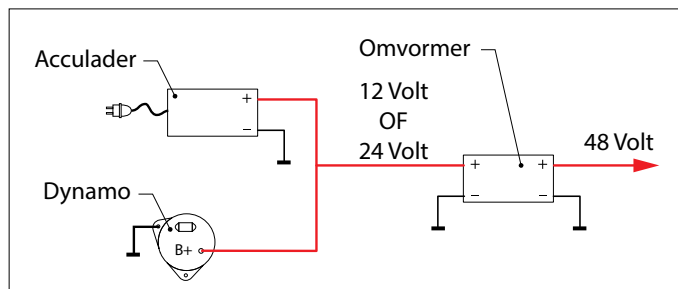 Acculader
+
–
Dynamo
B+
12 Volt
OF
24 Volt
Omvormer
+ +
– –
48 Volt